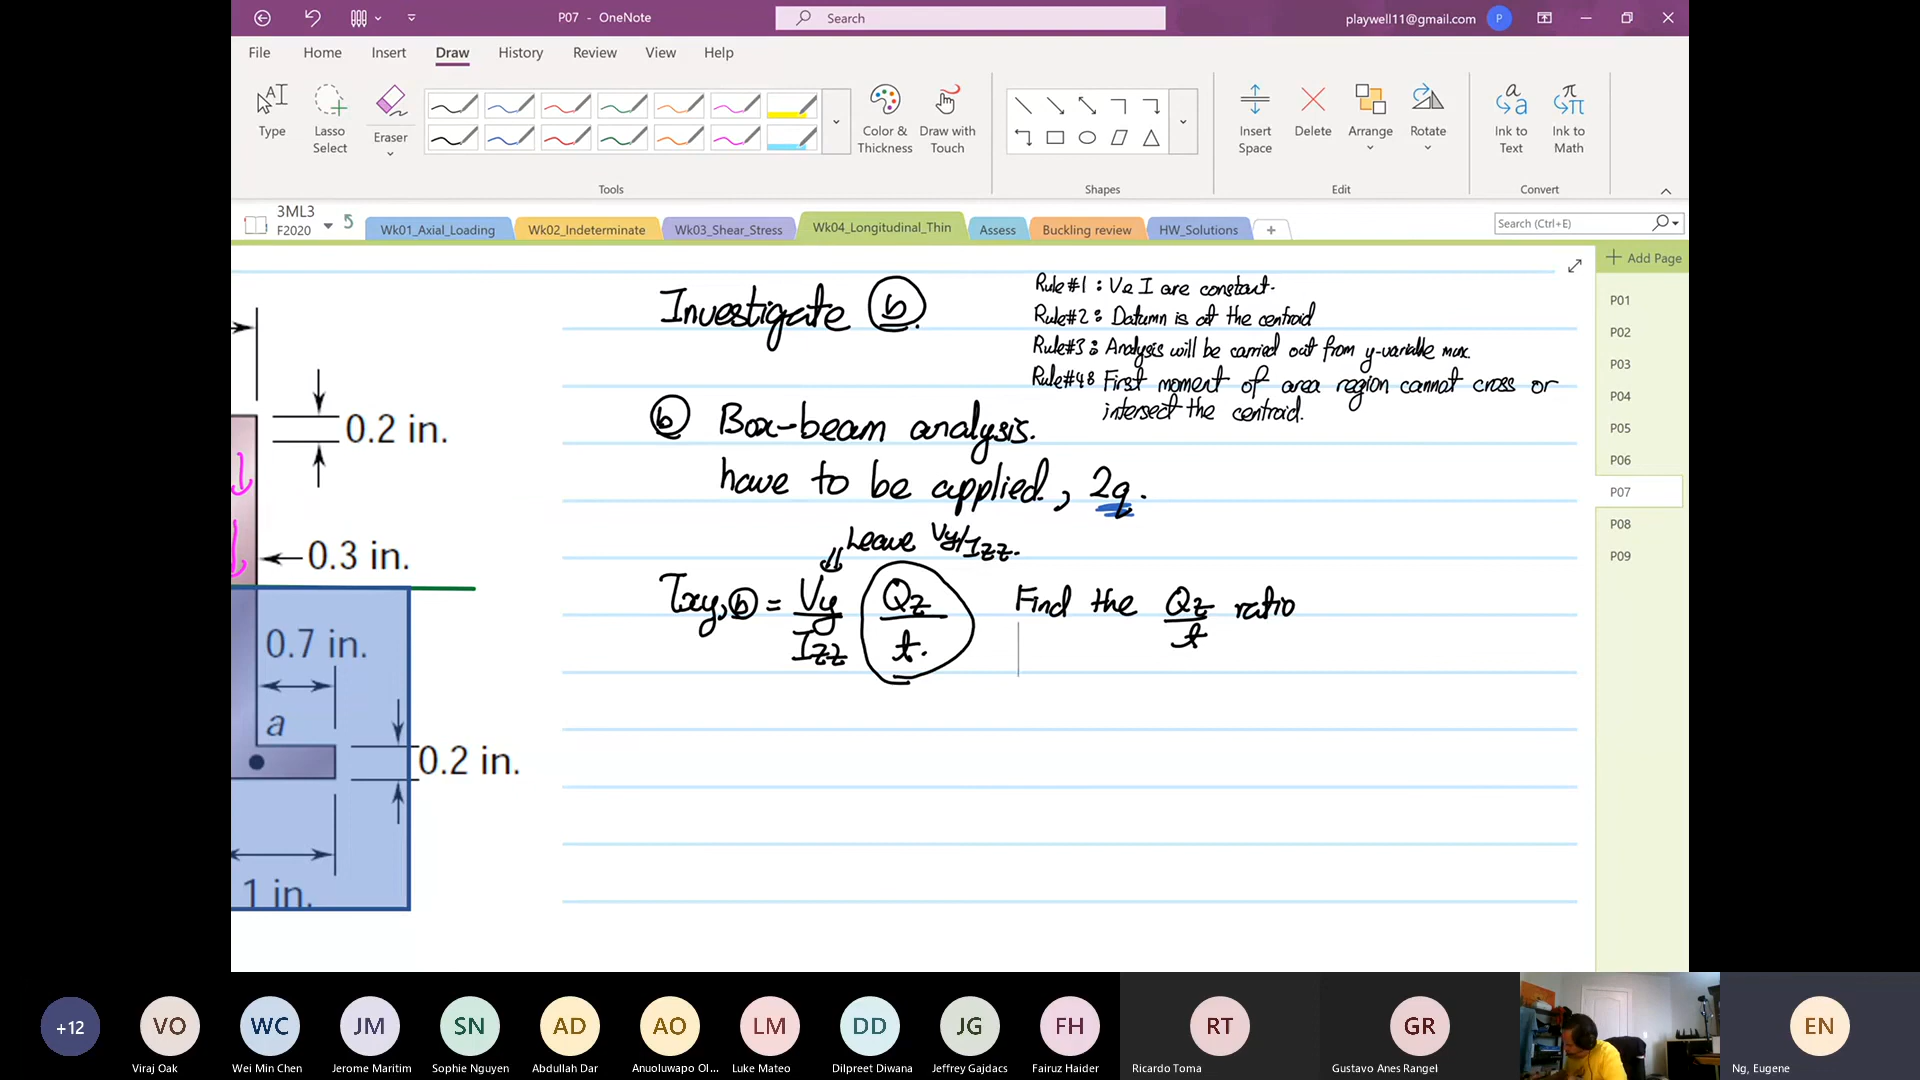 P07 - OneNote
Search
playwell11@gmail.com
P
File Home Insert Draw History Review View Help
Type
Lasso Select
Eraser
Color & Thickness
Draw with Touch
Insert Space
Delete
Arrange
Rotate
Ink to Text
Ink to Math
Tools
Shapes
Edit
Convert
3ML3
F2020
Wk01_Axial_Loading Wk02_Indeterminate Wk03_Shear_Stress Wk04_Longitudinal_Thin Assess Buckling review HW_Solutions +
Search (Ctrl+E)
Add Page
P01
P02
P03
P04
P05
P06
P07
P08
P09
0.2 in.
0.3 in.
0.7 in.
a
0.2 in.
1 in.
Investigate b.
Rule#1: V & I are constant.
Rule#2: Datumn is at the centroid
Rule#3: Analysis will be carried out from y-variable max.
Rule#4: First moment of area region cannot cross or
intersect the centroid.
b Box-beam analysis.
have to be applied, 2q.
Leave Vy/Izz.
τxy,b = Vy/Izz Qz/t. Find the Qz/t ratio
+12
VO
WC
JM
SN
AD
AO
LM
DD
JG
FH
RT
GR
EN
Viraj Oak
Wei Min Chen
Jerome Maritim
Sophie Nguyen
Abdullah Dar
Anuoluwapo Ol...
Luke Mateo
Dilpreet Diwana
Jeffrey Gajdacs
Fairuz Haider
Ricardo Toma
Gustavo Anes Rangel
Ng, Eugene